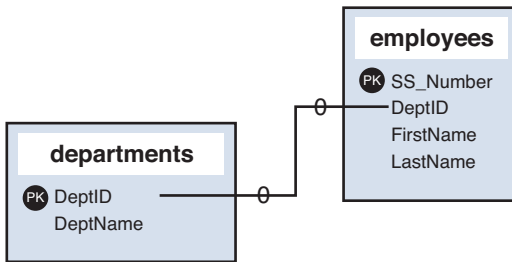 employees
PK SS_Number
DeptID
FirstName
LastName
departments
PK DeptID
DeptName